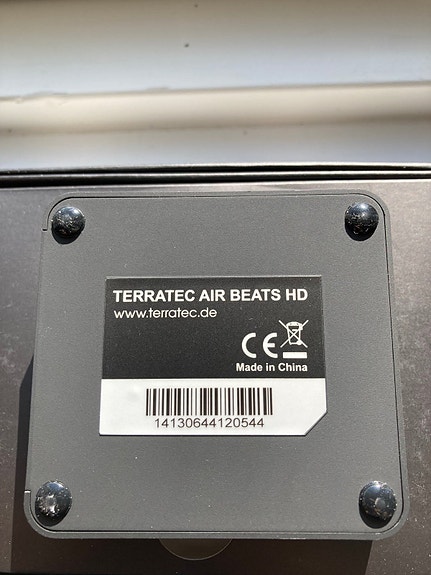 TERRATEC AIR BEATS HD
www.terratec.de
CE
Made in China
14130644120544